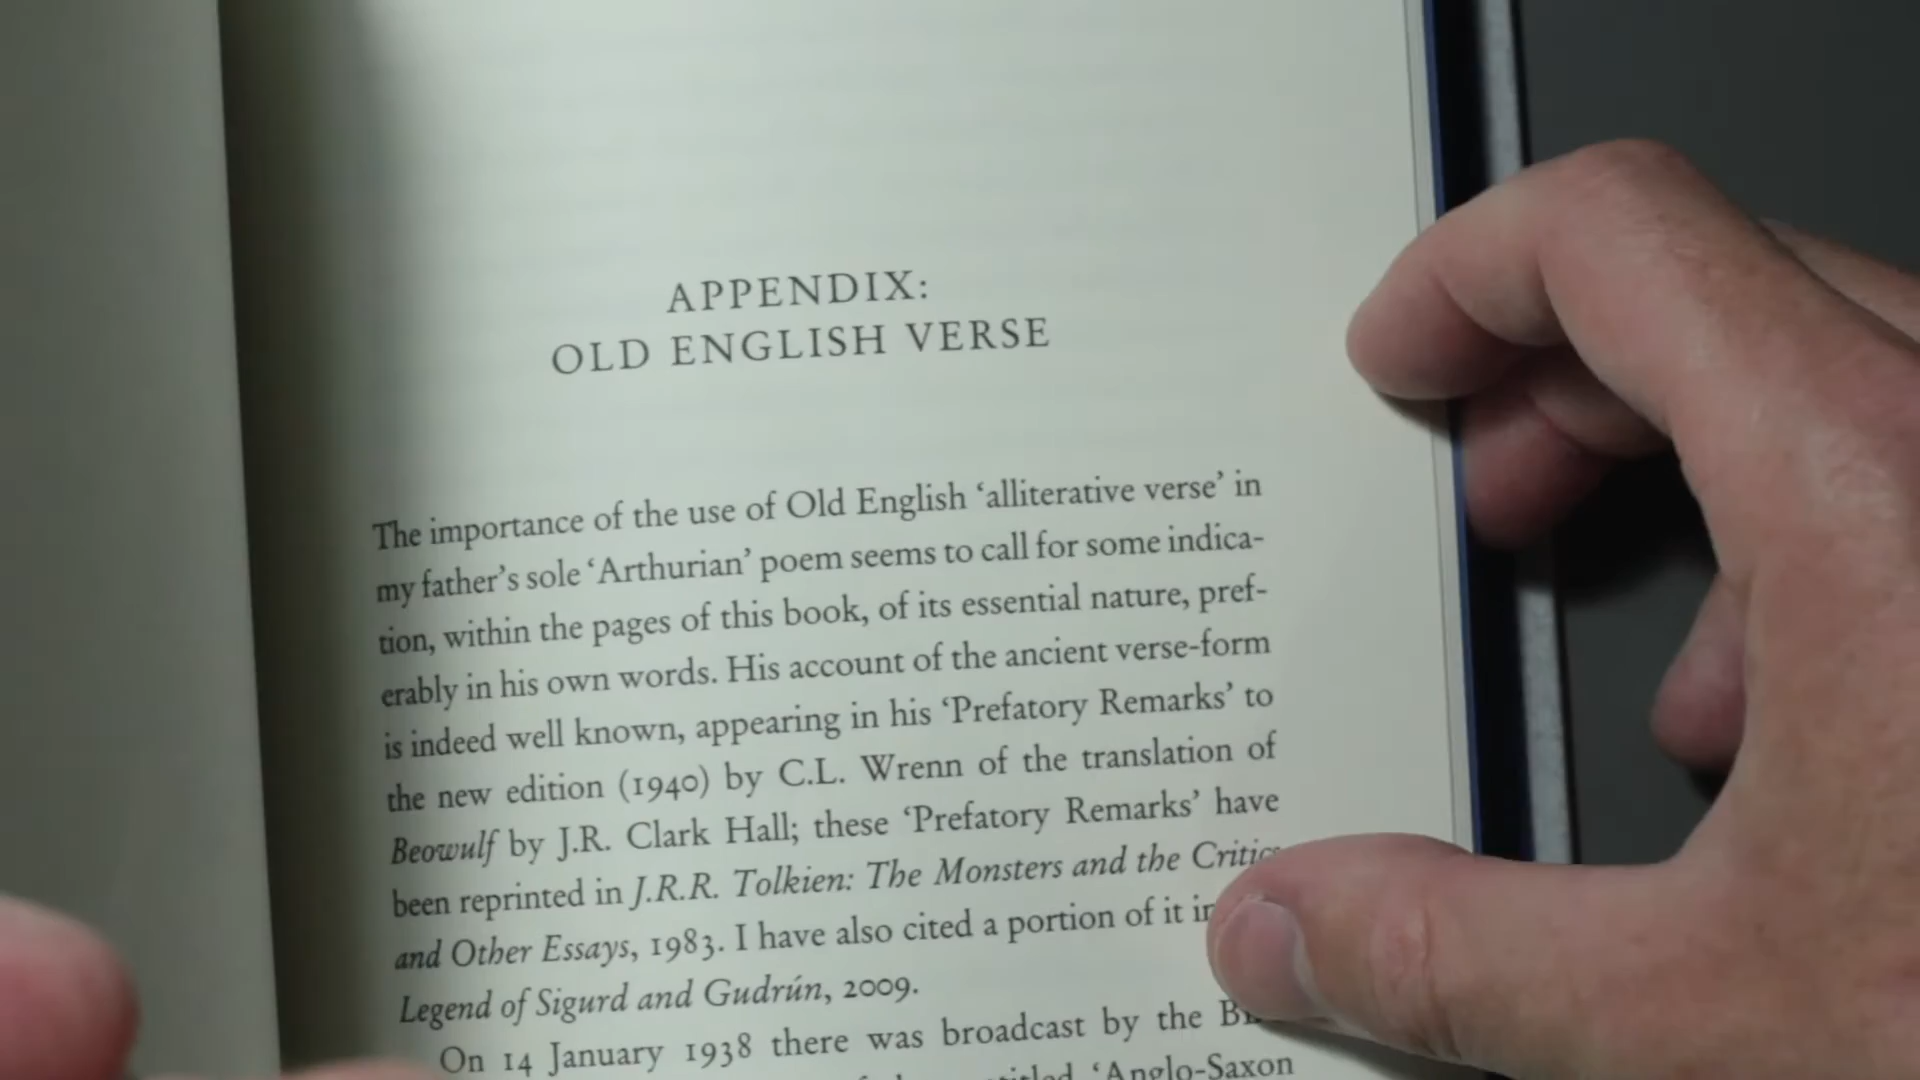 APPENDIX:
OLD ENGLISH VERSE
The importance of the use of Old English ‘alliterative verse’ in
my father’s sole ‘Arthurian’ poem seems to call for some indica-
tion, within the pages of this book, of its essential nature, pref-
erably in his own words. His account of the ancient verse-form
is indeed well known, appearing in his ‘Prefatory Remarks’ to
the new edition (1940) by C.L. Wrenn of the translation of
Beowulf by J.R. Clark Hall; these ‘Prefatory Remarks’ have
been reprinted in J.R.R. Tolkien: The Monsters and the Critics
and Other Essays, 1983. I have also cited a portion of it in
Legend of Sigurd and Gudrún, 2009.
On 14 January 1938 there was broadcast by the
‘Anglo-Saxon